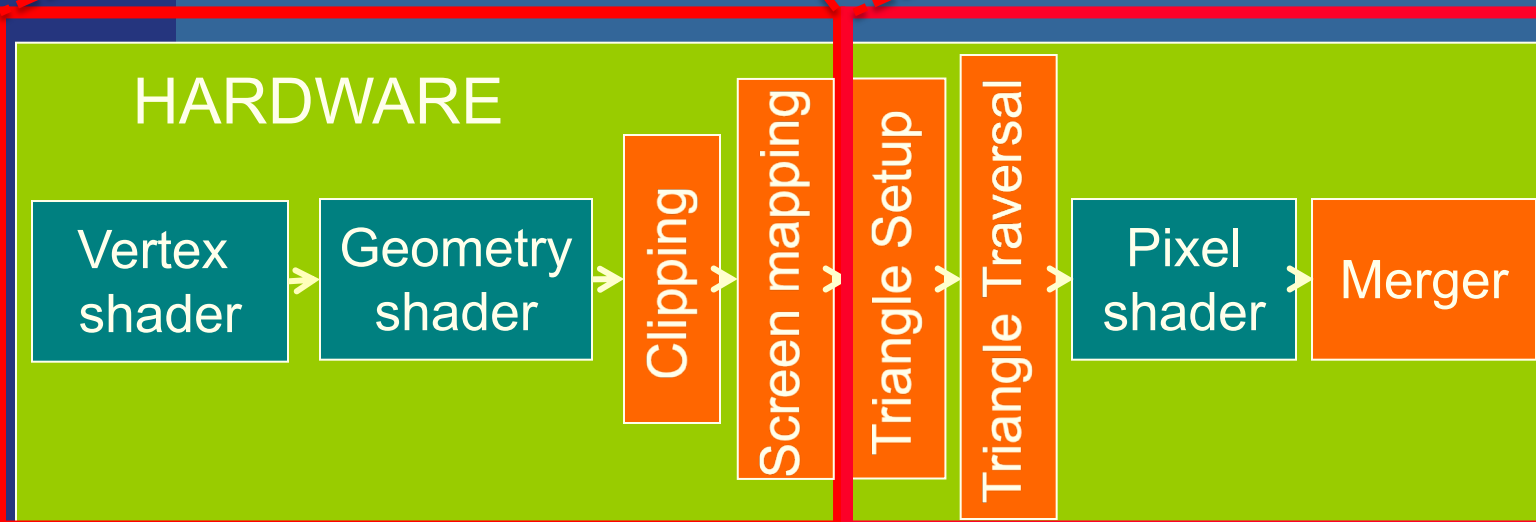 HARDWARE
Vertex
shader
Geometry
shader
Clipping
Screen mapping
Triangle Setup
Triangle Traversal
Pixel
shader
Merger